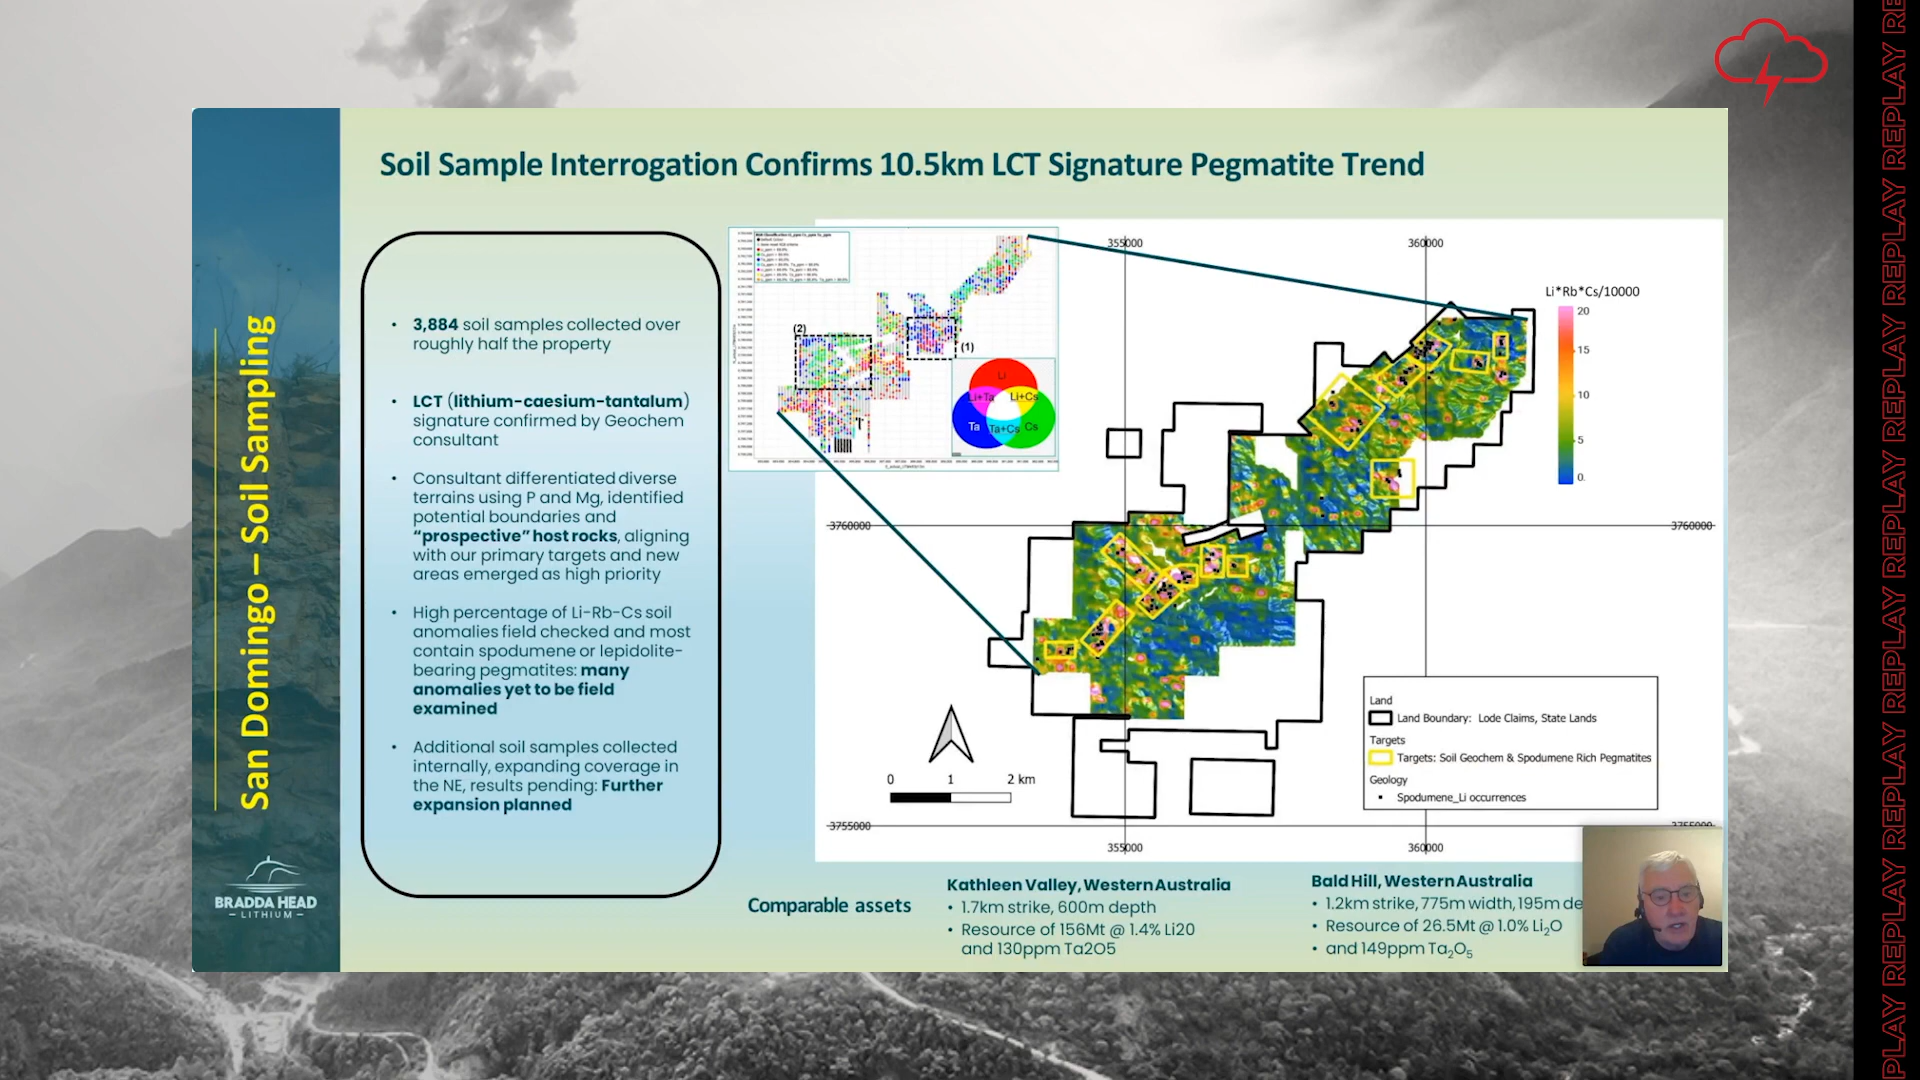 Soil Sample Interrogation Confirms 10.5km LCT Signature Pegmatite Trend
San Domingo – Soil Sampling
BRADDA HEAD
– LITHIUM –
• 3,884 soil samples collected over
roughly half the property
• LCT (lithium-caesium-tantalum)
signature confirmed by Geochem
consultant
• Consultant differentiated diverse
terrains using P and Mg, identified
potential boundaries and
“prospective” host rocks, aligning
with our primary targets and new
areas emerged as high priority
• High percentage of Li-Rb-Cs soil
anomalies field checked and most
contain spodumene or lepidolite-
bearing pegmatites: many
anomalies yet to be field
examined
• Additional soil samples collected
internally, expanding coverage in
the NE, results pending: Further
expansion planned
(2)
(1)
Li
Li+Ta
Li+Cs
Ta
Ta+Cs
Cs
355000
360000
Li*Rb*Cs/10000
20
15
10
5
0.
3760000
3760000
0 1 2 km
Land
Land Boundary: Lode Claims, State Lands
Targets
Targets: Soil Geochem & Spodumene Rich Pegmatites
Geology
Spodumene_Li occurrences
3755000
3755000
355000
360000
Comparable assets
Kathleen Valley, Western Australia
• 1.7km strike, 600m depth
• Resource of 156Mt @ 1.4% Li20
and 130ppm Ta2O5
Bald Hill, Western Australia
• 1.2km strike, 775m width, 195m de
• Resource of 26.5Mt @ 1.0% Li₂O
• and 149ppm Ta₂O₅
PLAY REPLAY REPLAY REPLAY REPLAY REPLAY REPLAY REPLAY REPLAY RE